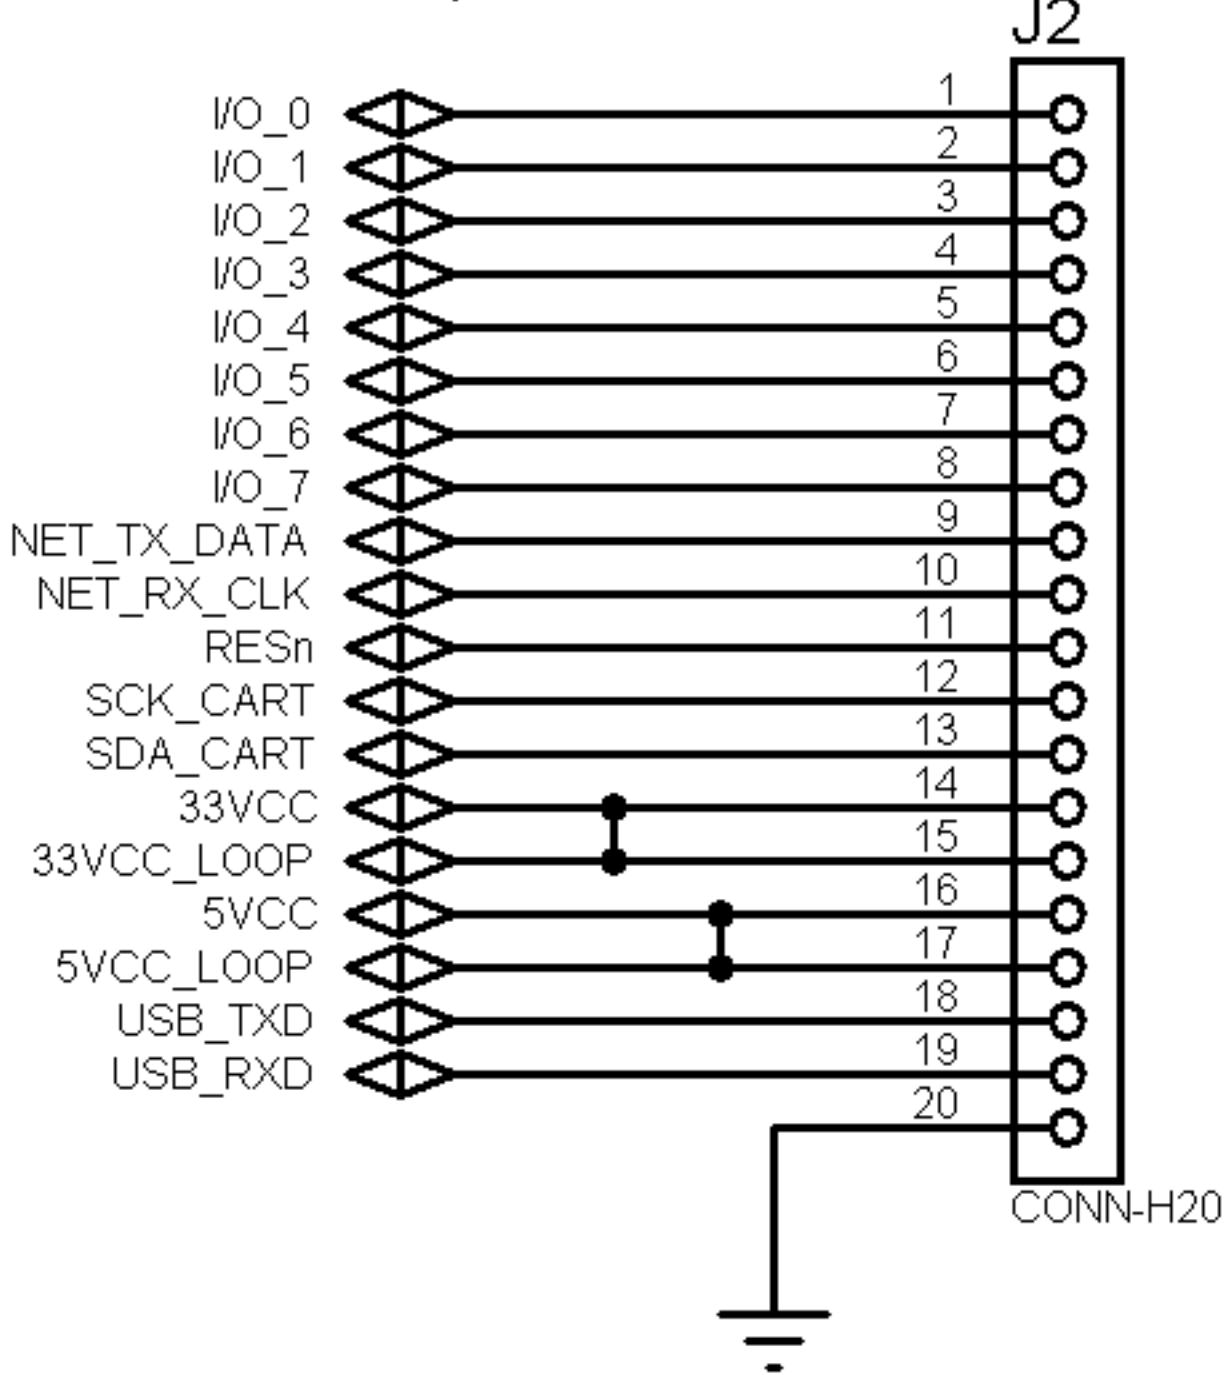 J2
I/O_0 1
I/O_1 2
I/O_2 3
I/O_3 4
I/O_4 5
I/O_5 6
I/O_6 7
I/O_7 8
NET_TX_DATA 9
NET_RX_CLK 10
RESn 11
SCK_CART 12
SDA_CART 13
33VCC 14
33VCC_LOOP 15
5VCC 16
5VCC_LOOP 17
USB_TXD 18
USB_RXD 19
20
CONN-H20